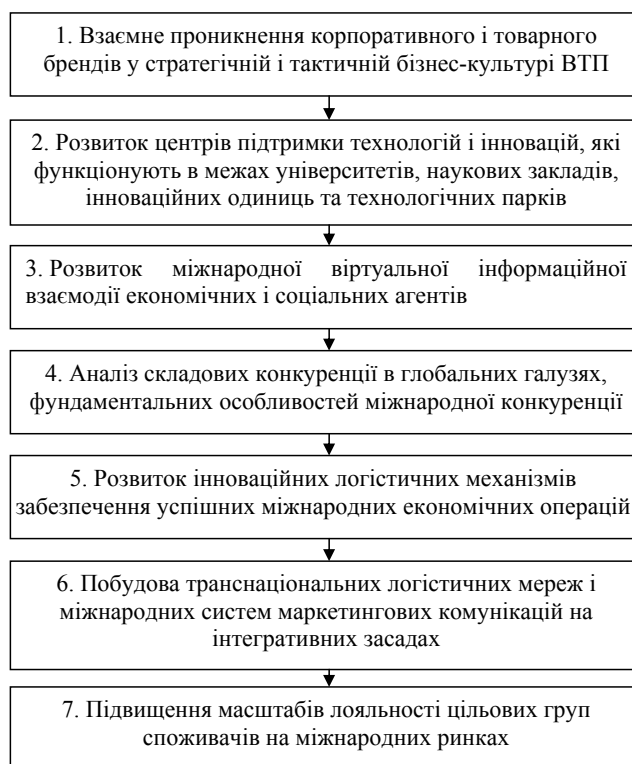 1. Взаємне проникнення корпоративного і товарного
брендів у стратегічній і тактичній бізнес-культурі ВТП
2. Розвиток центрів підтримки технологій і інновацій, які
функціонують в межах університетів, наукових закладів,
інноваційних одиниць та технологічних парків
3. Розвиток міжнародної віртуальної інформаційної
взаємодії економічних і соціальних агентів
4. Аналіз складових конкуренції в глобальних галузях,
фундаментальних особливостей міжнародної конкуренції
5. Розвиток інноваційних логістичних механізмів
забезпечення успішних міжнародних економічних операцій
6. Побудова транснаціональних логістичних мереж і
міжнародних систем маркетингових комунікацій на
інтегративних засадах
7. Підвищення масштабів лояльності цільових груп
споживачів на міжнародних ринках